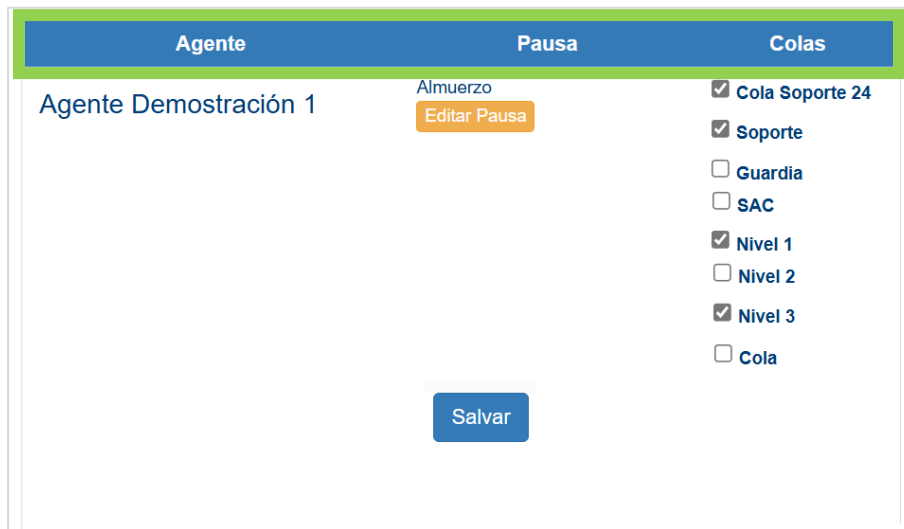 Agente Pausa Colas
Agente Demostración 1
Almuerzo
Editar Pausa
Cola Soporte 24
Soporte
Guardia
SAC
Nivel 1
Nivel 2
Nivel 3
Cola
Salvar